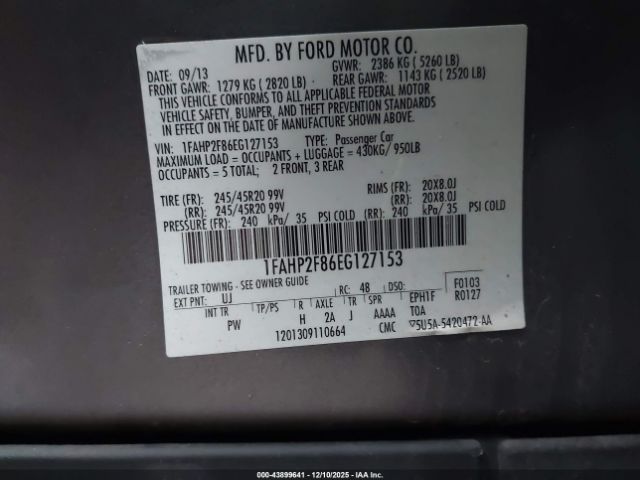 MFD. BY FORD MOTOR CO.
DATE: 09/13 GVWR: 2386 KG ( 5260 LB)
FRONT GAWR: 1279 KG ( 2820 LB) REAR GAWR: 1143 KG ( 2520 LB)
THIS VEHICLE CONFORMS TO ALL APPLICABLE FEDERAL MOTOR
VEHICLE SAFETY, BUMPER, AND THEFT PREVENTION STANDARDS
IN EFFECT ON THE DATE OF MANUFACTURE SHOWN ABOVE.
VIN: 1FAHP2F86EG127153 TYPE: Passenger Car
MAXIMUM LOAD = OCCUPANTS + LUGGAGE = 430KG/ 950LB
OCCUPANTS = 5 TOTAL; 2 FRONT, 3 REAR
TIRE (FR): 245/45R20 99V RIMS (FR): 20X8.0J
(RR): 245/45R20 99V (RR): 20X8.0J
PRESSURE (FR): 240 kPa/ 35 PSI COLD (RR): 240 kPa/ 35 PSI COLD
1FAHP2F86EG127153
TRAILER TOWING - SEE OWNER GUIDE
EXT PNT: UJ RC: 48 DSO: F0103
INT TR TP/PS R AXLE TR SPR EPH1F R0127
PW H 2A J AAAA TOA
1201309110664 CMC 5U5A-5420472-AA
000-43899641 - 12/10/2025 - IAA INC.